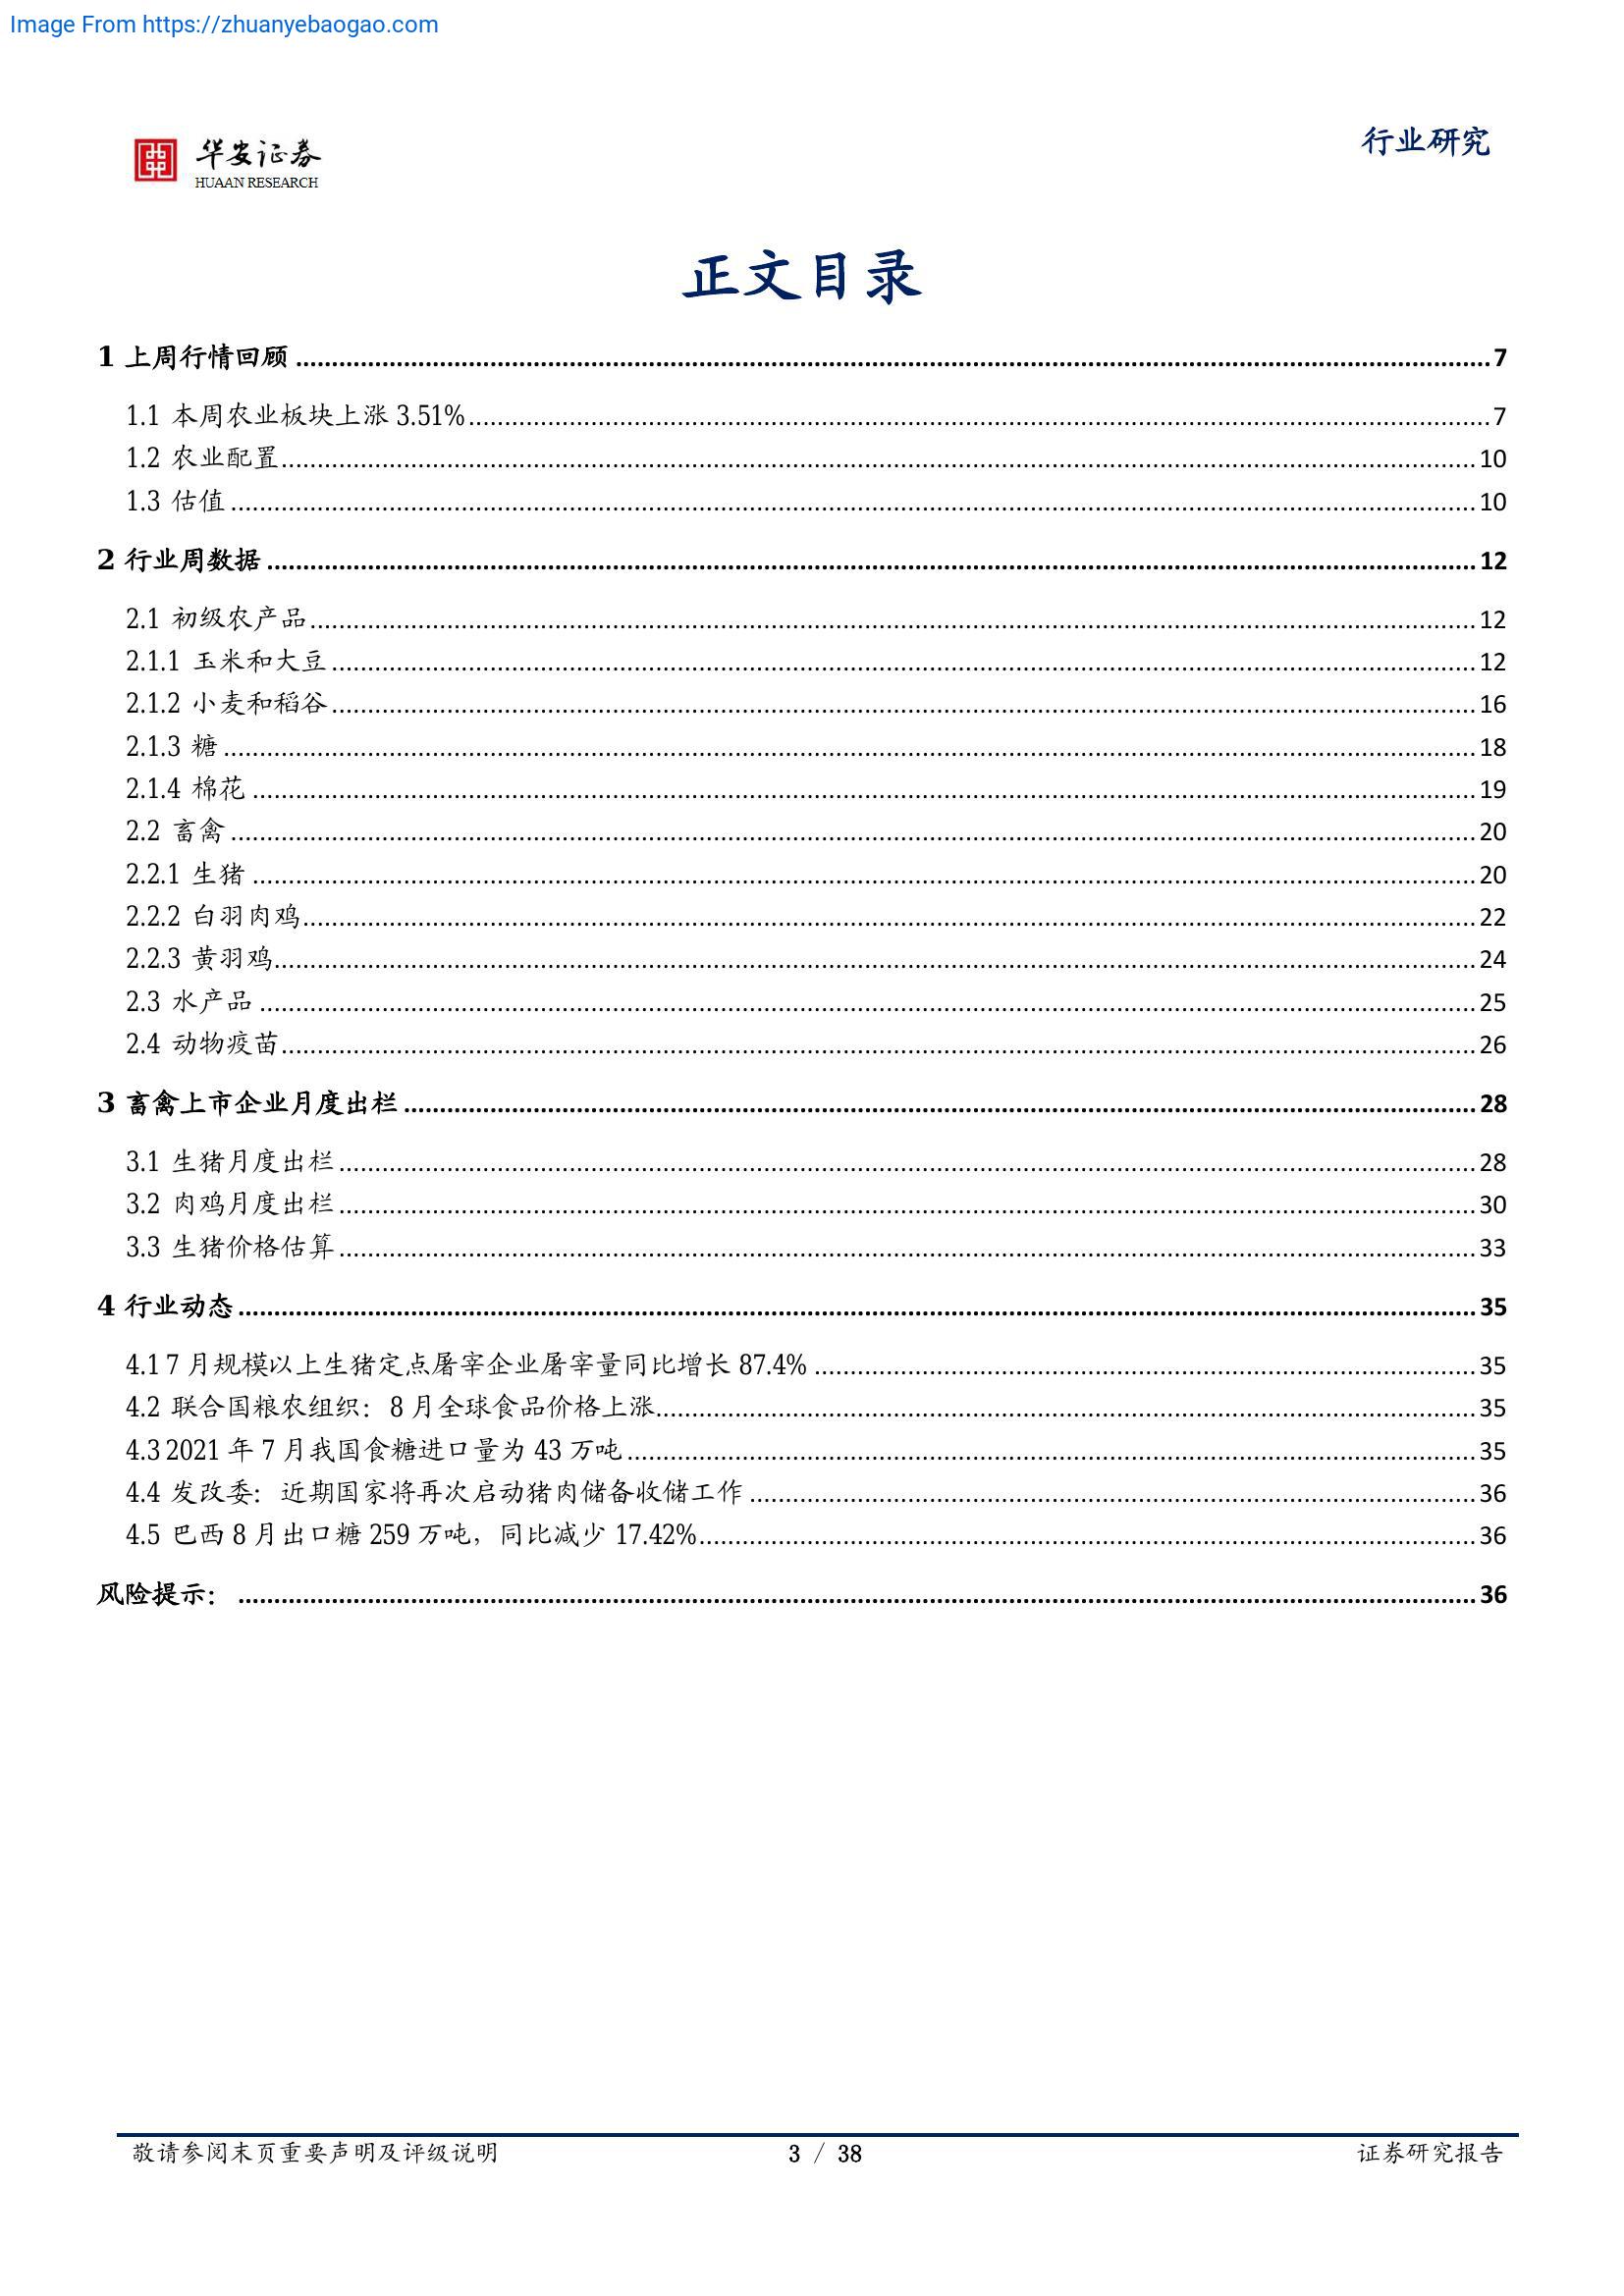 Image From https://zhuanyebaogao.com
华安证券
HUAAN RESEARCH
行业研究
正文目录
1 上周行情回顾 ........ 7
1.1 本周农业板块上涨 3.51% ........ 7
1.2 农业配置 ........ 10
1.3 估值 ........ 10
2 行业周数据 ........ 12
2.1 初级农产品 ........ 12
2.1.1 玉米和大豆 ........ 12
2.1.2 小麦和稻谷 ........ 16
2.1.3 糖 ........ 18
2.1.4 棉花 ........ 19
2.2 畜禽 ........ 20
2.2.1 生猪 ........ 20
2.2.2 白羽肉鸡 ........ 22
2.2.3 黄羽鸡 ........ 24
2.3 水产品 ........ 25
2.4 动物疫苗 ........ 26
3 畜禽上市企业月度出栏 ........ 28
3.1 生猪月度出栏 ........ 28
3.2 肉鸡月度出栏 ........ 30
3.3 生猪价格估算 ........ 33
4 行业动态 ........ 35
4.1 7 月规模以上生猪定点屠宰企业屠宰量同比增长 87.4% ........ 35
4.2 联合国粮农组织：8 月全球食品价格上涨 ........ 35
4.3 2021 年 7 月我国食糖进口量为 43 万吨 ........ 35
4.4 发改委：近期国家将再次启动猪肉储备收储工作 ........ 36
4.5 巴西 8 月出口糖 259 万吨，同比减少 17.42% ........ 36
风险提示： ........ 36
敬请参阅末页重要声明及评级说明 3 / 38 证券研究报告